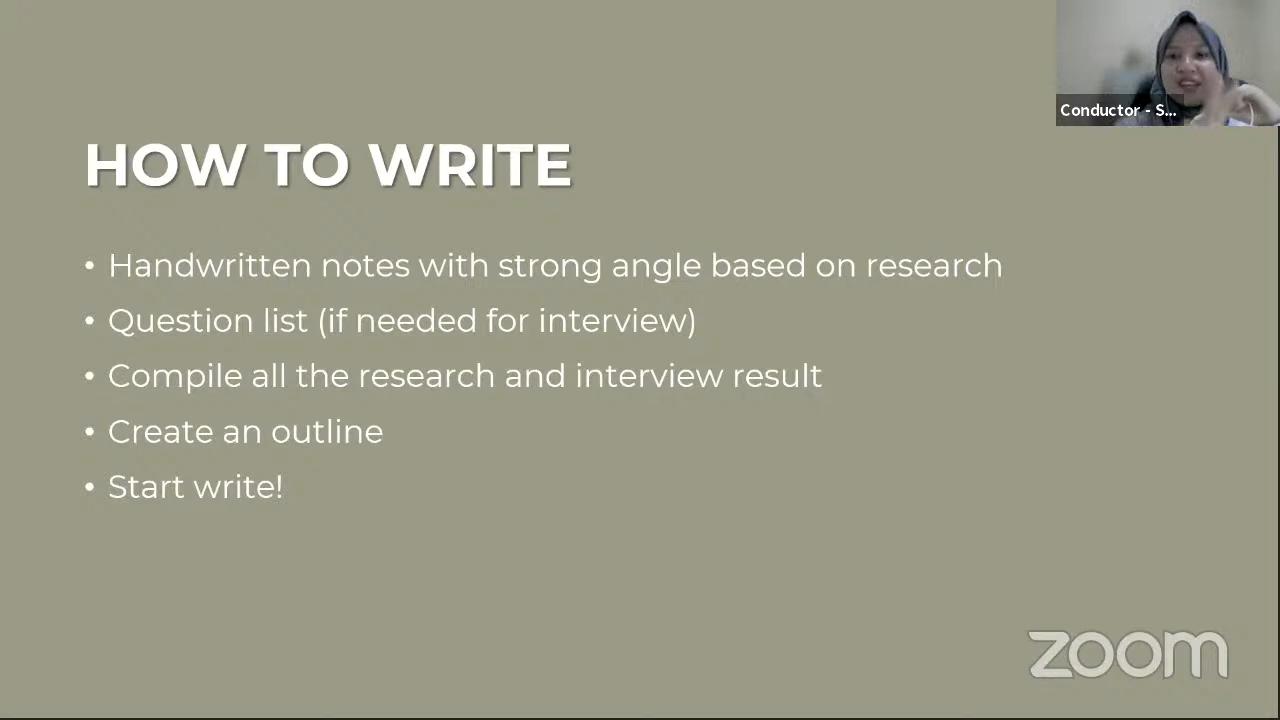 Conductor - S...
HOW TO WRITE
• Handwritten notes with strong angle based on research
• Question list (if needed for interview)
• Compile all the research and interview result
• Create an outline
• Start write!
zoom